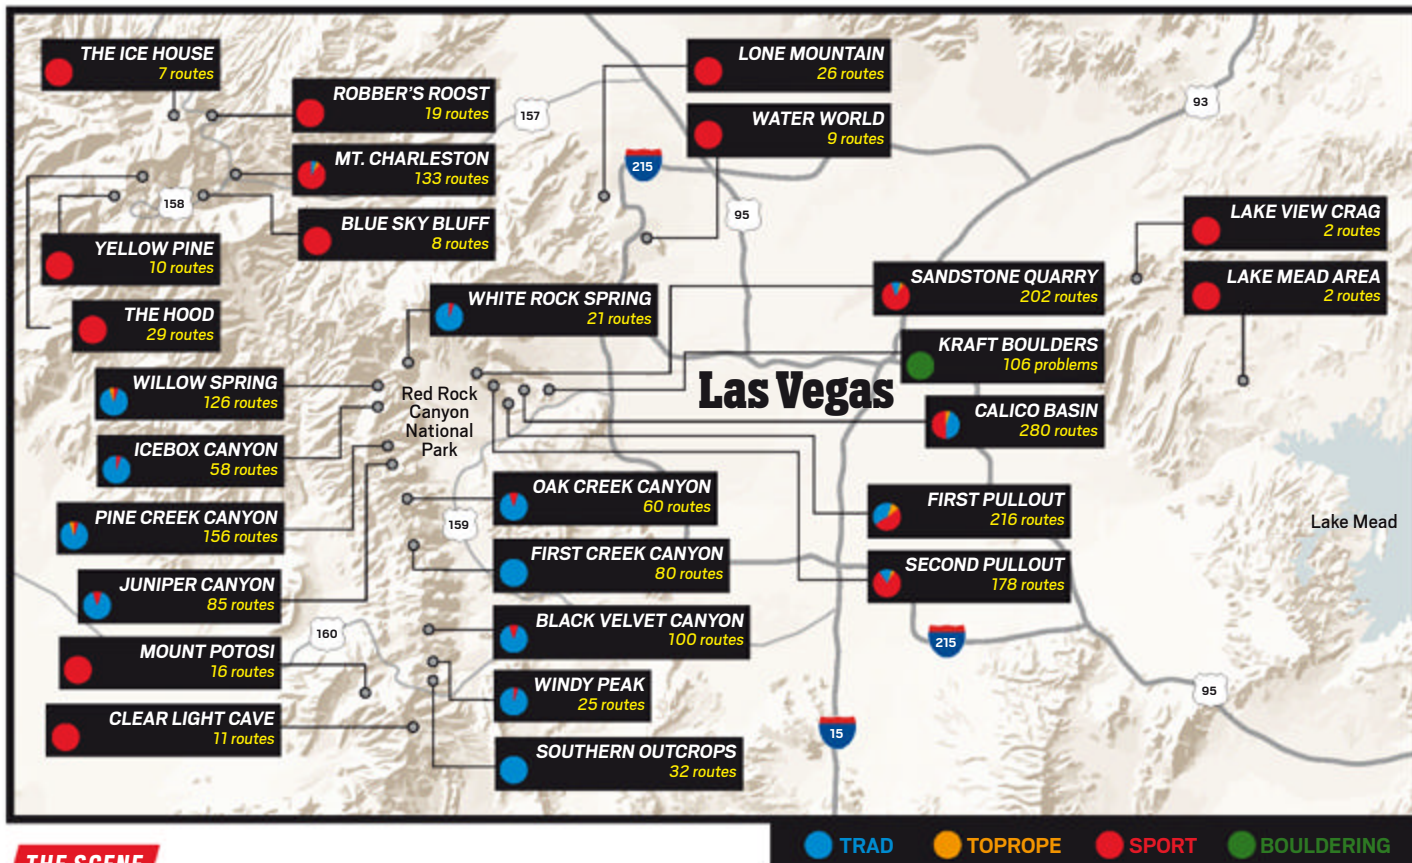 THE ICE HOUSE
7 routes
ROBBER'S ROOST
19 routes
MT. CHARLESTON
133 routes
BLUE SKY BLUFF
8 routes
YELLOW PINE
10 routes
THE HOOD
29 routes
157
158
LONE MOUNTAIN
26 routes
WATER WORLD
9 routes
215
95
93
LAKE VIEW CRAG
2 routes
LAKE MEAD AREA
2 routes
WHITE ROCK SPRING
21 routes
SANDSTONE QUARRY
202 routes
KRAFT BOULDERS
106 problems
CALICO BASIN
280 routes
WILLOW SPRING
126 routes
ICEBOX CANYON
58 routes
PINE CREEK CANYON
156 routes
JUNIPER CANYON
85 routes
MOUNT POTOSI
16 routes
CLEAR LIGHT CAVE
11 routes
Red Rock
Canyon
National
Park
Las Vegas
159
160
OAK CREEK CANYON
60 routes
FIRST CREEK CANYON
80 routes
BLACK VELVET CANYON
100 routes
WINDY PEAK
25 routes
SOUTHERN OUTCROPS
32 routes
FIRST PULLOUT
216 routes
SECOND PULLOUT
178 routes
Lake Mead
215
95
15
TRAD
TOPROPE
SPORT
BOULDERING
THE SCENE